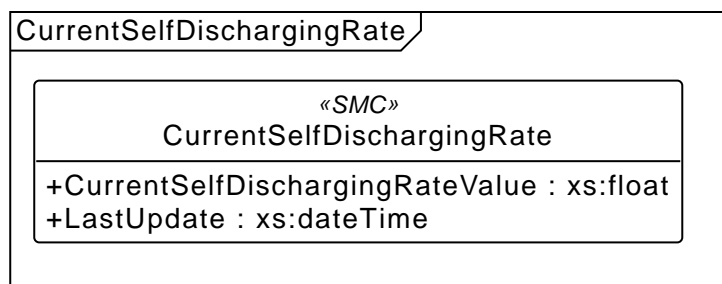 CurrentSelfDischargingRate
«SMC»
CurrentSelfDischargingRate
+CurrentSelfDischargingRateValue : xs:float
+LastUpdate : xs:dateTime